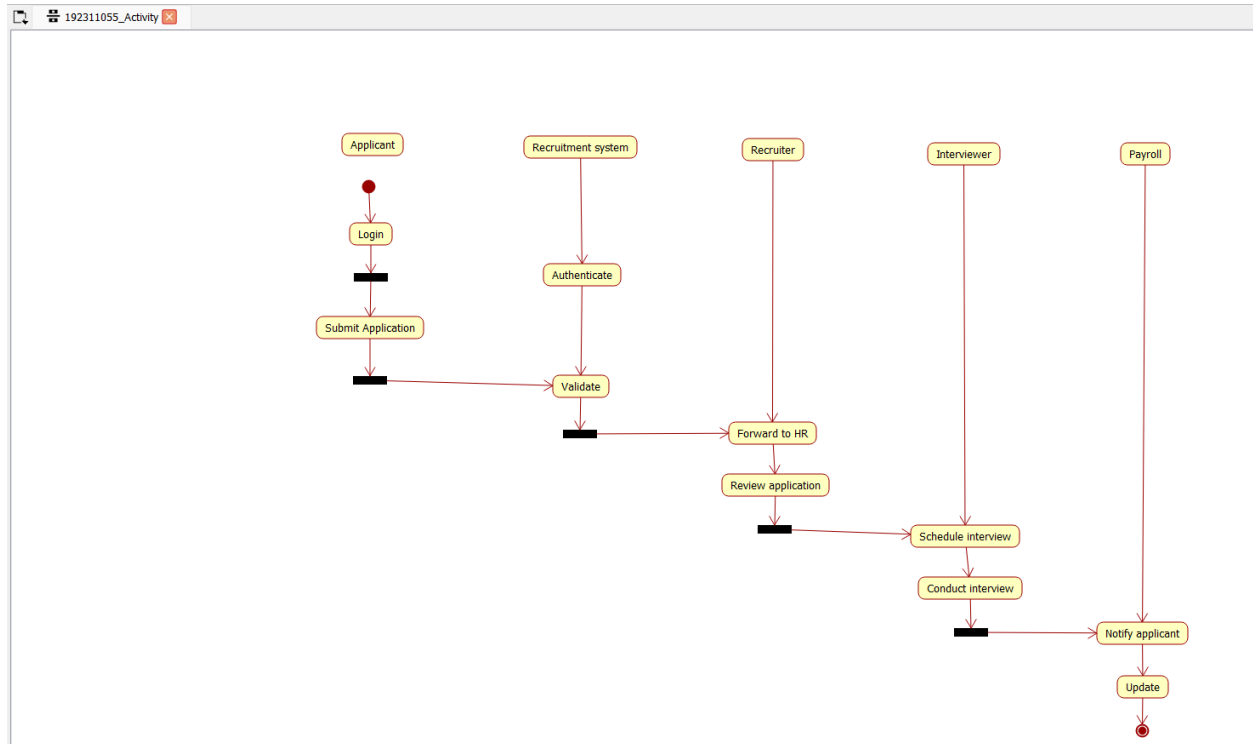 192311055_Activity
Applicant
Recruitment system
Recruiter
Interviewer
Payroll
Login
Authenticate
Submit Application
Validate
Forward to HR
Review application
Schedule interview
Conduct interview
Notify applicant
Update